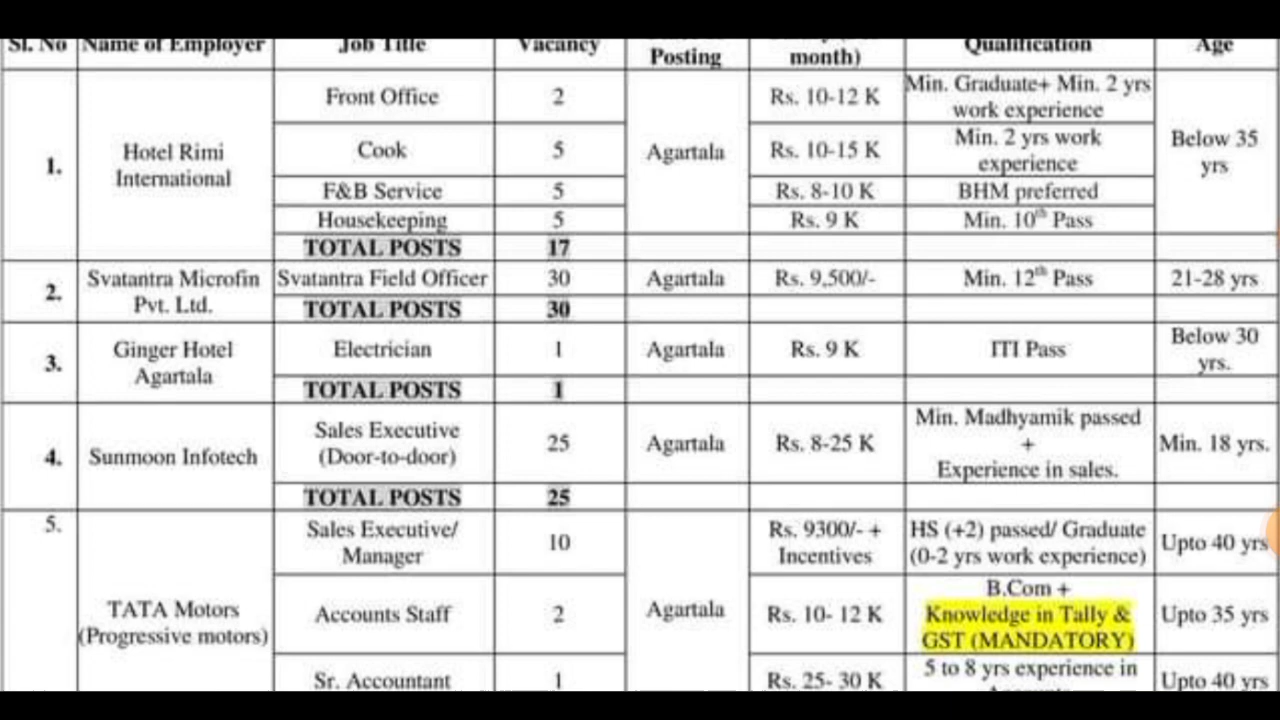 Sl. No Name of Employer Job Title Vacancy Posting month) Qualification Age
1. Hotel Rimi International Front Office 2 Agartala Rs. 10-12 K Min. Graduate+ Min. 2 yrs work experience Below 35 yrs
Cook 5 Rs. 10-15 K Min. 2 yrs work experience
F&B Service 5 Rs. 8-10 K BHM preferred
Housekeeping 5 Rs. 9 K Min. 10th Pass
TOTAL POSTS 17
2. Svatantra Microfin Pvt. Ltd. Svatantra Field Officer 30 Agartala Rs. 9,500/- Min. 12th Pass 21-28 yrs
TOTAL POSTS 30
3. Ginger Hotel Agartala Electrician 1 Agartala Rs. 9 K ITI Pass Below 30 yrs.
TOTAL POSTS 1
4. Sunmoon Infotech Sales Executive (Door-to-door) 25 Agartala Rs. 8-25 K Min. Madhyamik passed + Experience in sales. Min. 18 yrs.
TOTAL POSTS 25
5. TATA Motors (Progressive motors) Sales Executive/ Manager 10 Agartala Rs. 9300/- + Incentives HS (+2) passed/ Graduate (0-2 yrs work experience) Upto 40 yrs
Accounts Staff 2 Rs. 10- 12 K B.Com + Knowledge in Tally & GST (MANDATORY) Upto 35 yrs
Sr. Accountant 1 Rs. 25- 30 K 5 to 8 yrs experience in Upto 40 yrs